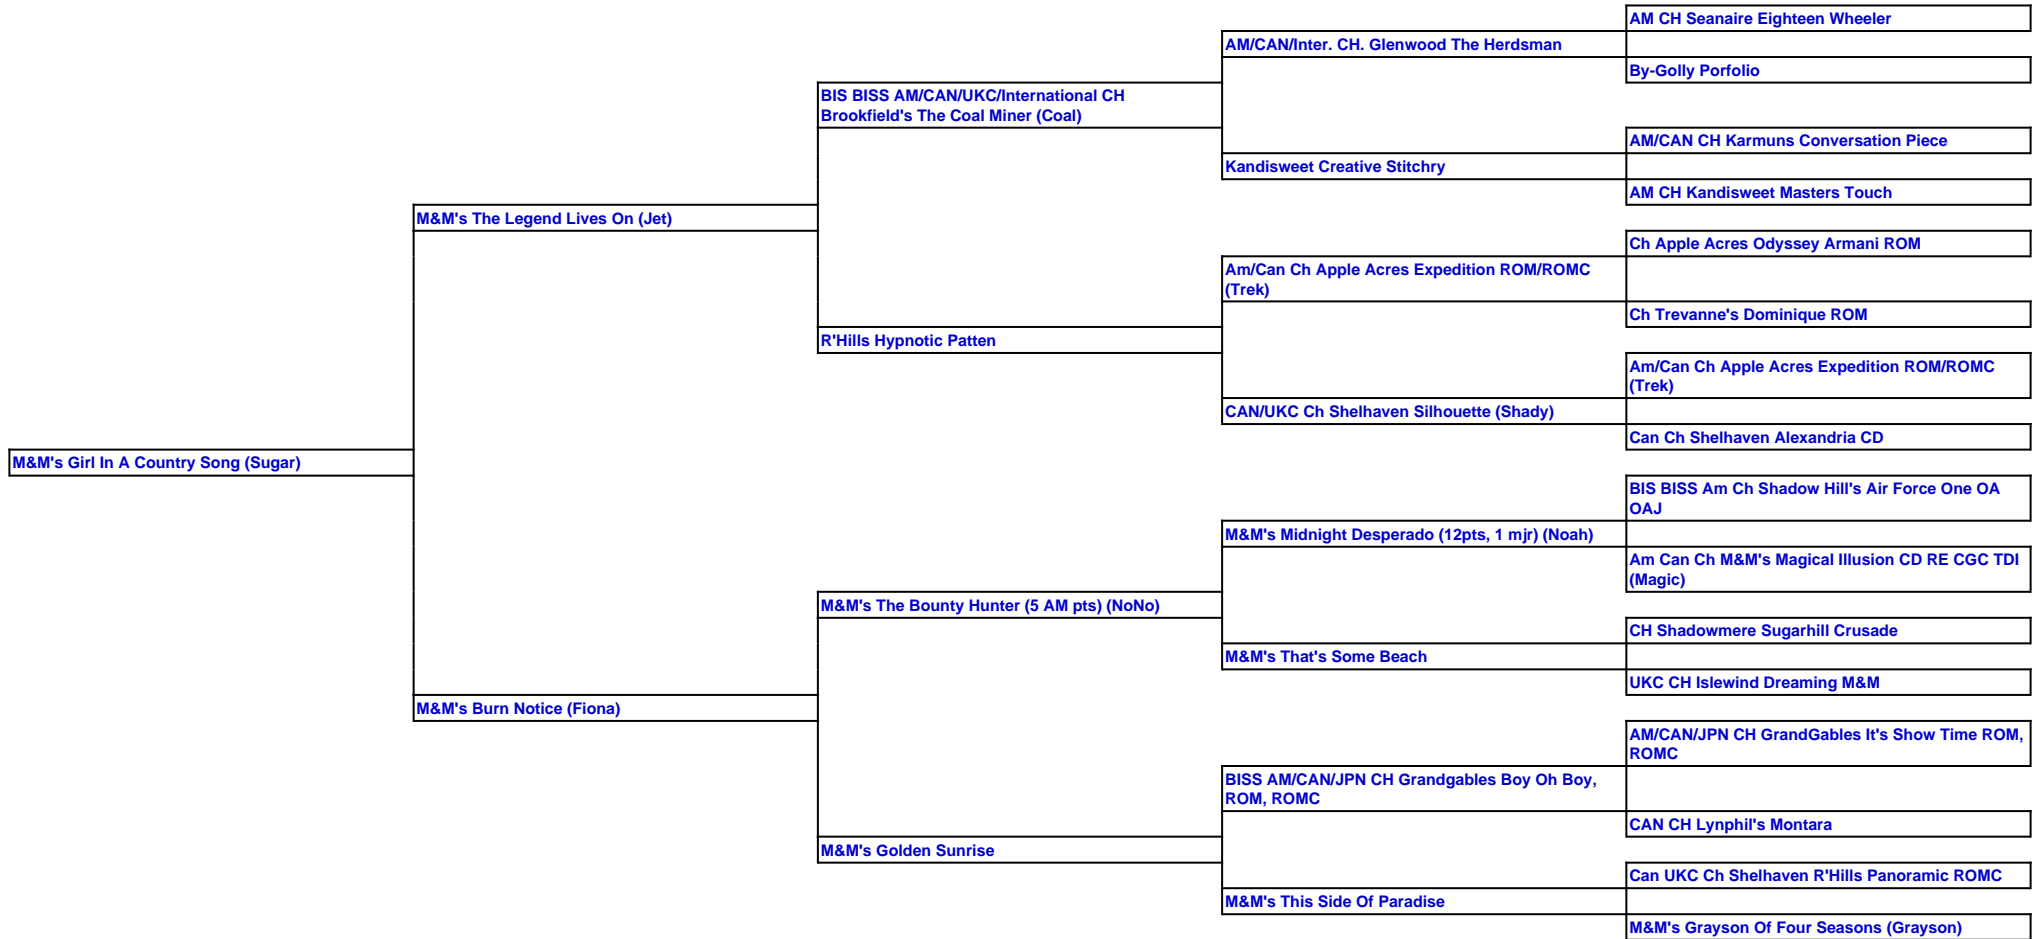 AM CH Seanaire Eighteen Wheeler
AM/CAN/Inter. CH. Glenwood The Herdsman
By-Golly Porfolio
BIS BISS AM/CAN/UKC/International CH
Brookfield's The Coal Miner (Coal)
AM/CAN CH Karmuns Conversation Piece
Kandisweet Creative Stitchry
AM CH Kandisweet Masters Touch
M&M's The Legend Lives On (Jet)
Ch Apple Acres Odyssey Armani ROM
Am/Can Ch Apple Acres Expedition ROM/ROMC
(Trek)
Ch Trevanne's Dominique ROM
R'Hills Hypnotic Patten
Am/Can Ch Apple Acres Expedition ROM/ROMC
(Trek)
CAN/UKC Ch Shelhaven Silhouette (Shady)
Can Ch Shelhaven Alexandria CD
M&M's Girl In A Country Song (Sugar)
BIS BISS Am Ch Shadow Hill's Air Force One OA
OAJ
M&M's Midnight Desperado (12pts, 1 mjr) (Noah)
Am Can Ch M&M's Magical Illusion CD RE CGC TDI
(Magic)
M&M's The Bounty Hunter (5 AM pts) (NoNo)
CH Shadowmere Sugarhill Crusade
M&M's That's Some Beach
UKC CH Islewind Dreaming M&M
M&M's Burn Notice (Fiona)
AM/CAN/JPN CH GrandGables It's Show Time ROM,
ROMC
BISS AM/CAN/JPN CH Grandgables Boy Oh Boy,
ROM, ROMC
CAN CH Lynphil's Montara
M&M's Golden Sunrise
Can UKC Ch Shelhaven R'Hills Panoramic ROMC
M&M's This Side Of Paradise
M&M's Grayson Of Four Seasons (Grayson)